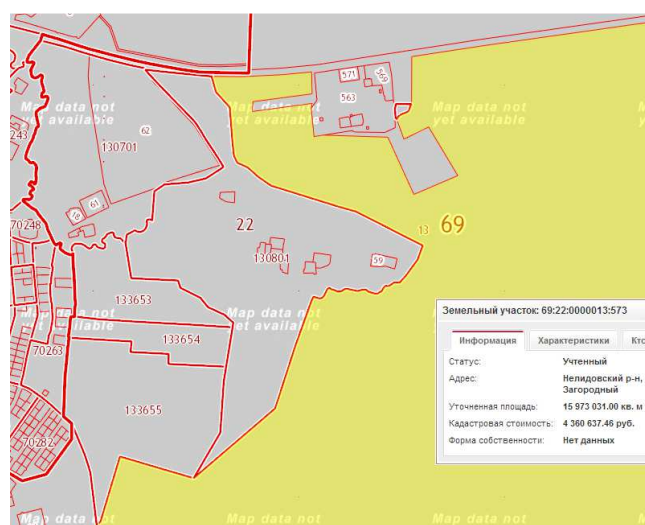 Map data not
yet available
Map data not
yet available
Map data not
yet available
571
569
563
62
243
130701
18
61
70248
22
13 69
130801
59
133653
Map data not
yet available
133654
70263
133655
70282
Map data not
Map data not
Map data not
Земельный участок: 69:22:0000013:573
Информация
Характеристики
Кто
Статус:
Учтенный
Адрес:
Нелидовский р-н,
Загородный
Уточненная площадь:
15 973 031.00 кв. м
Кадастровая стоимость:
4 360 637.46 руб.
Форма собственности:
Нет данных